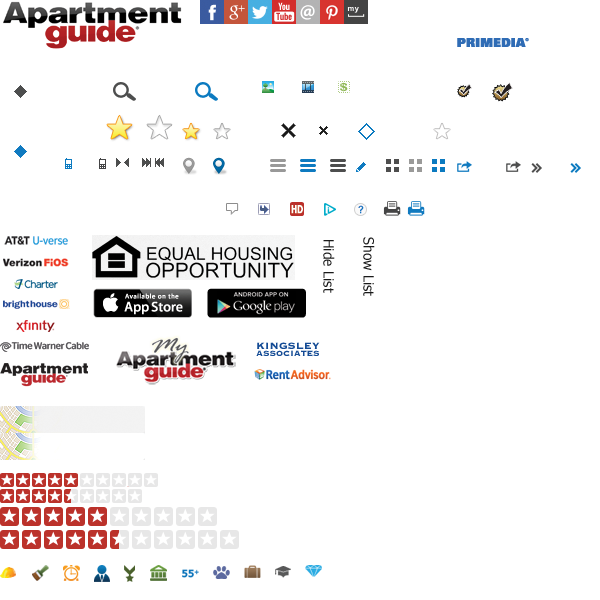 Apartment
guide
f g+ You Tube @ my
PRIMEDIA
$
HD ?
AT&T U-verse
EQUAL HOUSING
OPPORTUNITY
Hide List
Show List
Verizon FiOS
Charter
Available on the
App Store
ANDROID APP ON
Google play
brighthouse
xfinity
Time Warner Cable
My
Apartment
guide
KINGSLEY
ASSOCIATES
Apartment
guide
RentAdvisor
55+